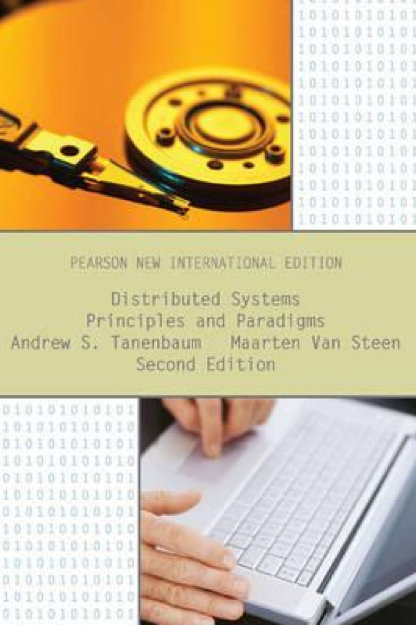 PEARSON NEW INTERNATIONAL EDITION
Distributed Systems
Principles and Paradigms
Andrew S. Tanenbaum Maarten Van Steen
Second Edition